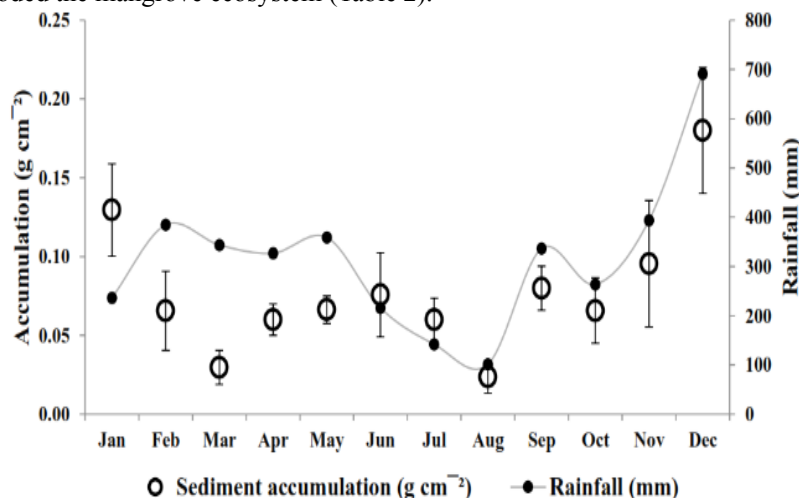 the mangrove ecosystem (Table 2).
0.25 800
700
0.20
600
500
0.15
400
0.10
300
200
0.05
100
0.00 0
Accumulation (g cm⁻²)
Rainfall (mm)
Jan Feb Mar Apr May Jun Jul Aug Sep Oct Nov Dec
Sediment accumulation (g cm⁻²) Rainfall (mm)